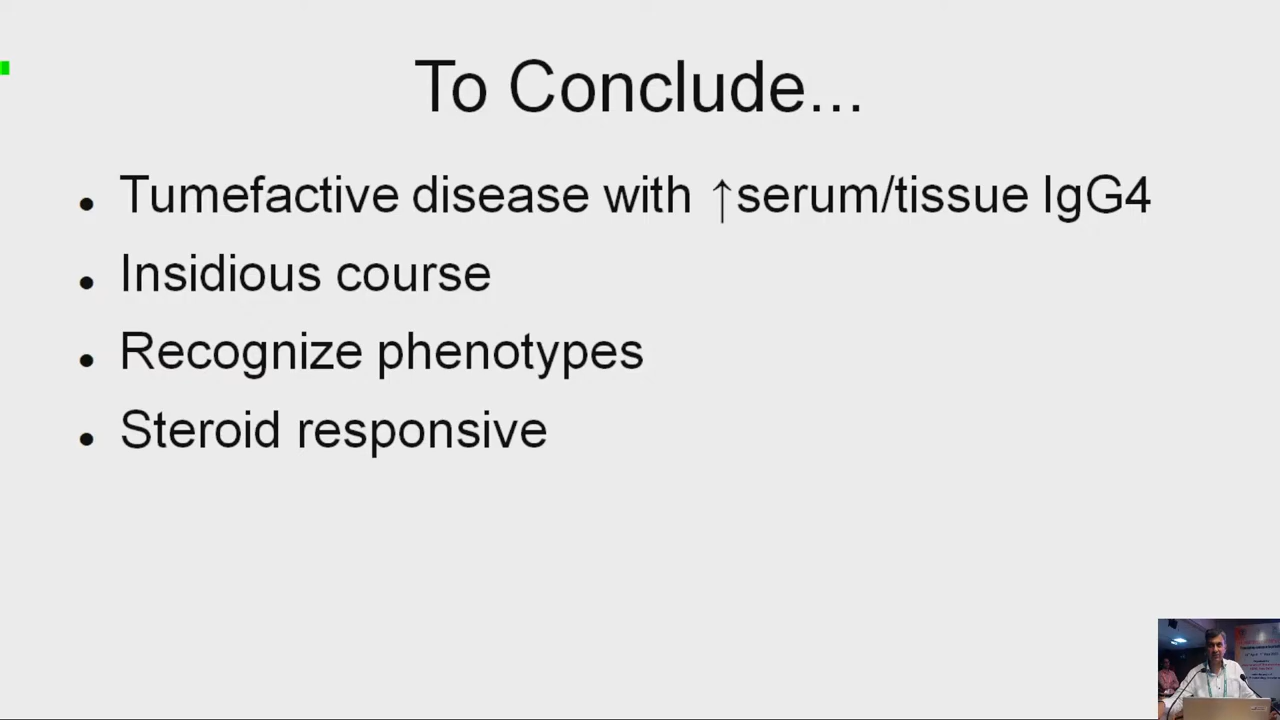 To Conclude...
• Tumefactive disease with ↑serum/tissue IgG4
• Insidious course
• Recognize phenotypes
• Steroid responsive